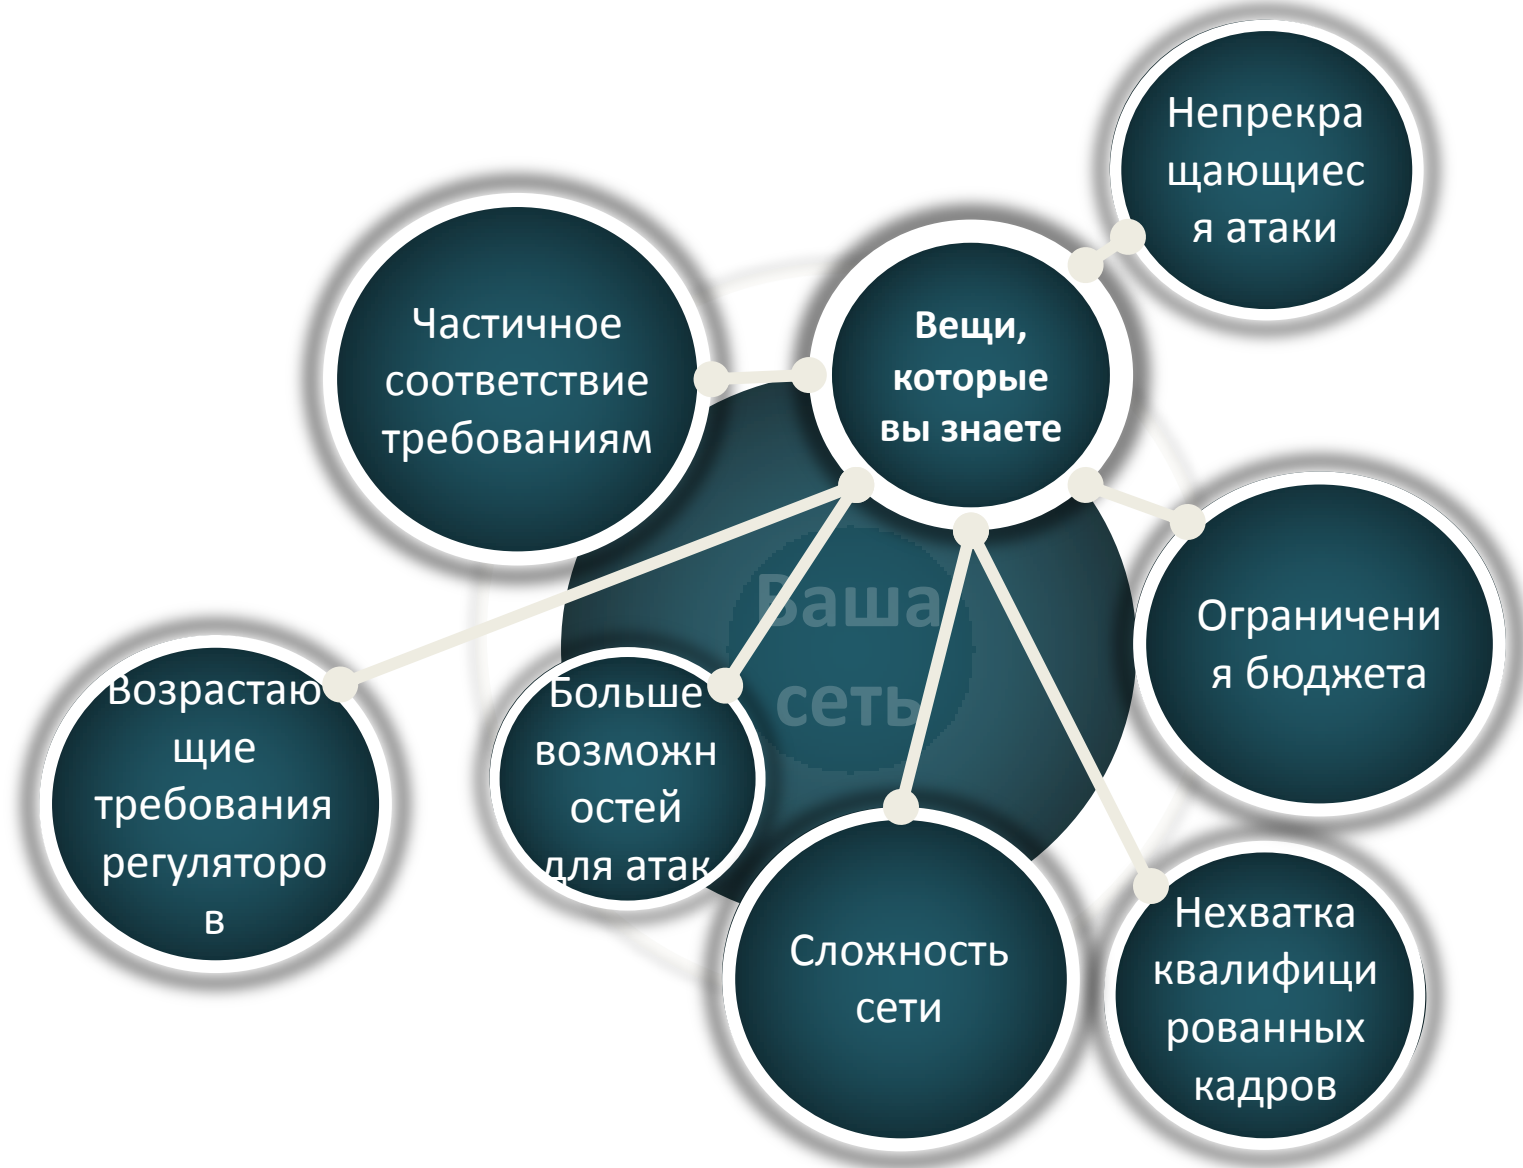 Непрекра
щающиес
я атаки
Частичное
соответствие
требованиям
Вещи,
которые
вы знаете
Ваша
сеть
Ограничени
я бюджета
Возрастаю
щие
требования
регуляторо
в
Больше
возможн
остей
для атак
Сложность
сети
Нехватка
квалифици
рованных
кадров